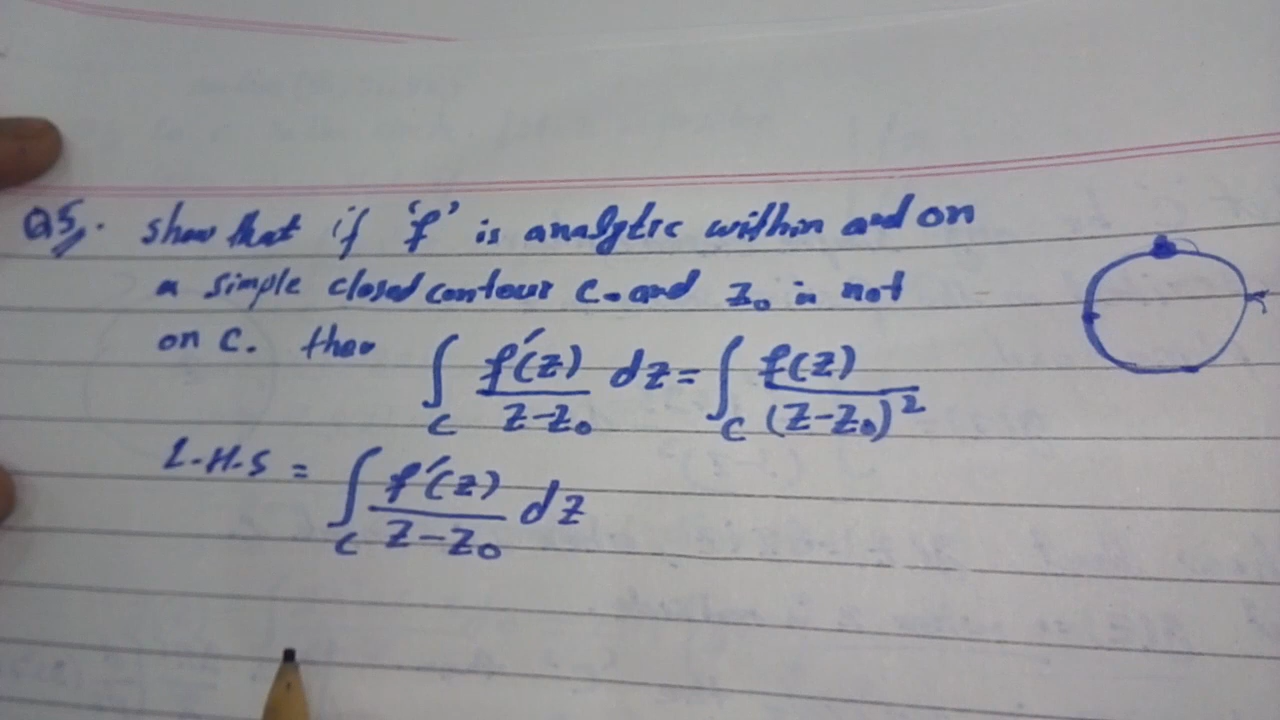 Q5. show that if 'f' is analytic within and on
a simple closed contour C. and z₀ is not
on C. then ∫_C f'(z)/(z-z₀) dz = ∫_C f(z)/(z-z₀)²
L.H.S = ∫_C f'(z)/(z-z₀) dz